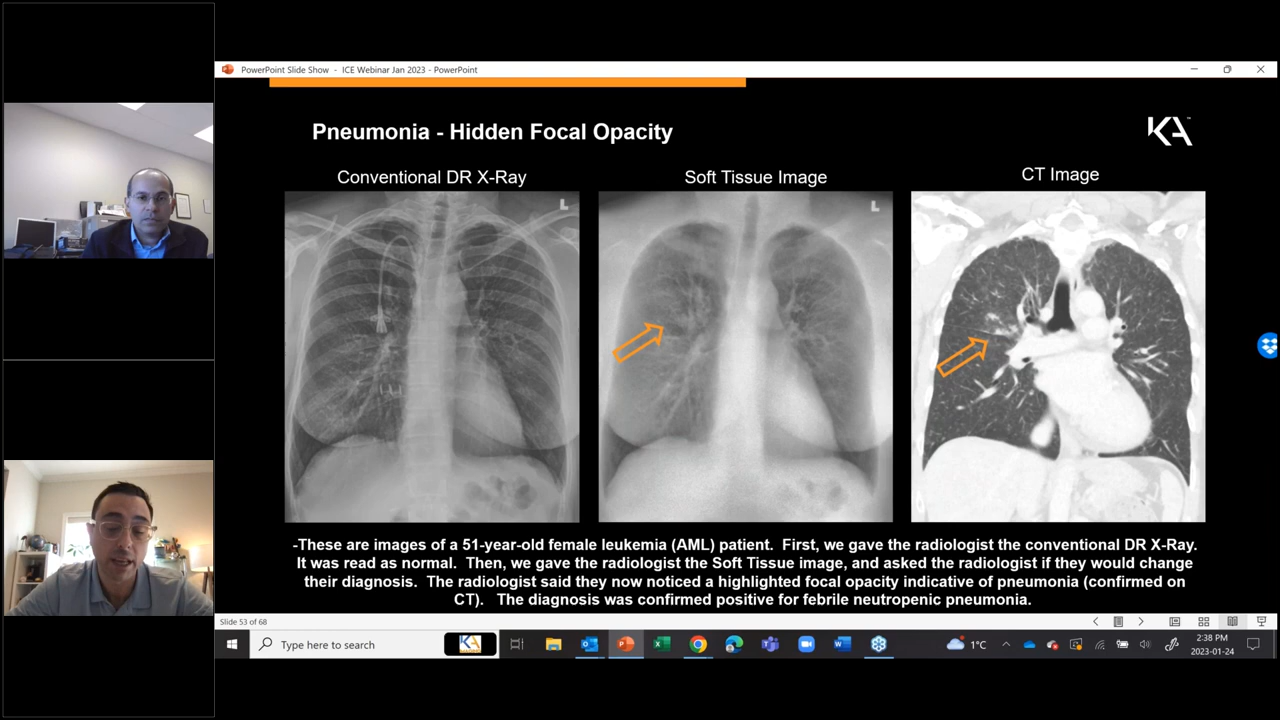 PowerPoint Slide Show - ICE Webinar Jan 2023 - PowerPoint
Pneumonia - Hidden Focal Opacity
KA
Conventional DR X-Ray
Soft Tissue Image
CT Image
L
L
-These are images of a 51-year-old female leukemia (AML) patient. First, we gave the radiologist the conventional DR X-Ray.
It was read as normal. Then, we gave the radiologist the Soft Tissue image, and asked the radiologist if they would change
their diagnosis. The radiologist said they now noticed a highlighted focal opacity indicative of pneumonia (confirmed on
CT). The diagnosis was confirmed positive for febrile neutropenic pneumonia.
Slide 53 of 68
Type here to search
KA
1°C
2:38 PM
2023-01-24